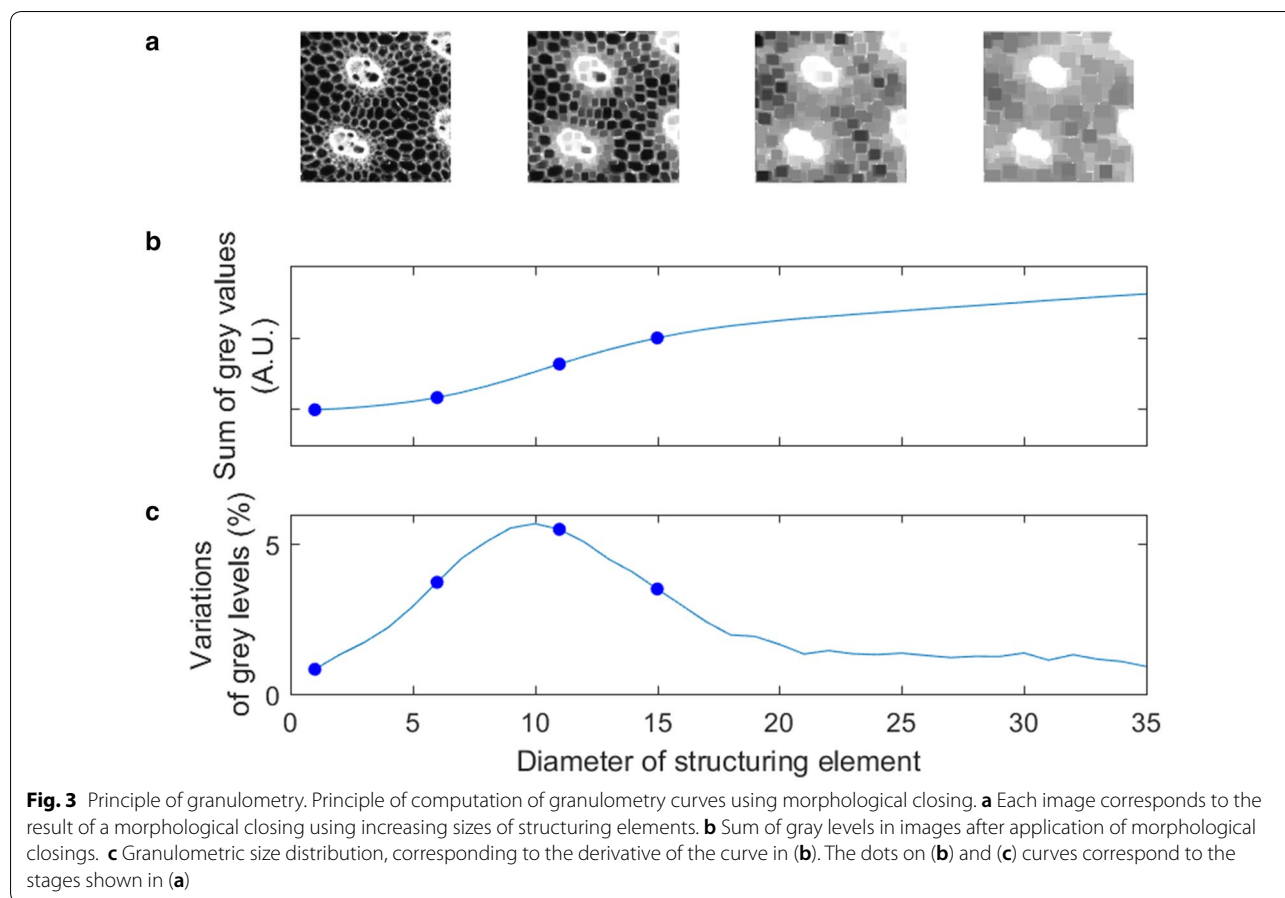 a
b
Sum of grey values
(A.U.)
c
Variations
of grey levels (%)
5
0
0 5 10 15 20 25 30 35
Diameter of structuring element
Fig. 3 Principle of granulometry. Principle of computation of granulometry curves using morphological closing. a Each image corresponds to the
result of a morphological closing using increasing sizes of structuring elements. b Sum of gray levels in images after application of morphological
closings. c Granulometric size distribution, corresponding to the derivative of the curve in (b). The dots on (b) and (c) curves correspond to the
stages shown in (a)